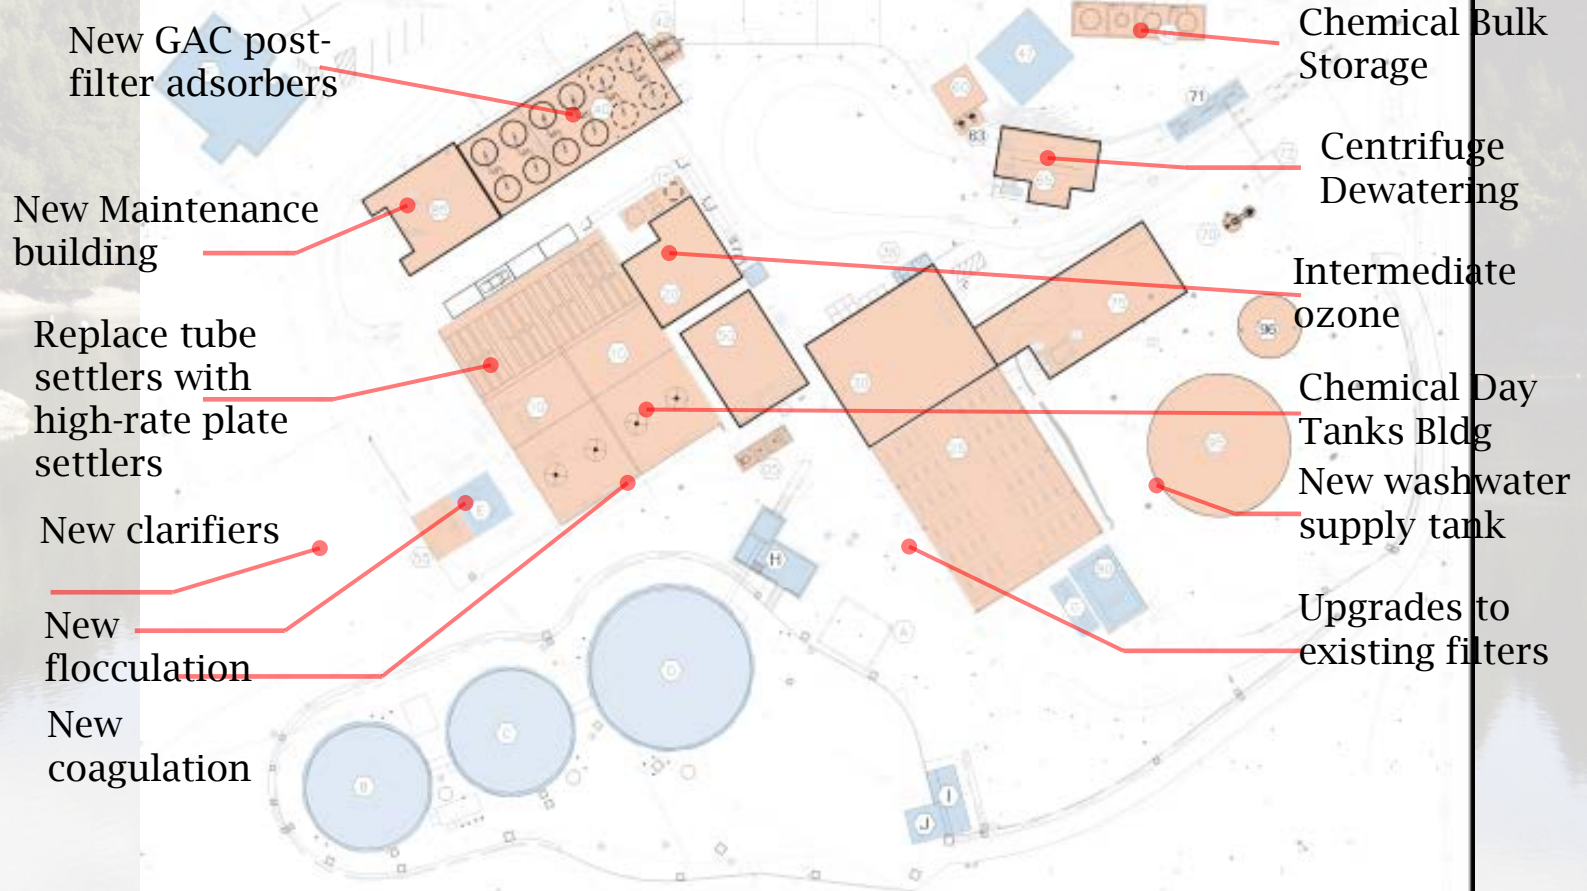 New GAC post-
filter adsorbers
New Maintenance
building
Replace tube
settlers with
high-rate plate
settlers
New clarifiers
New
flocculation
New
coagulation
Chemical Bulk
Storage
Centrifuge
Dewatering
Intermediate
ozone
Chemical Day
Tanks Bldg
New washwater
supply tank
Upgrades to
existing filters
71
96
H
I
J